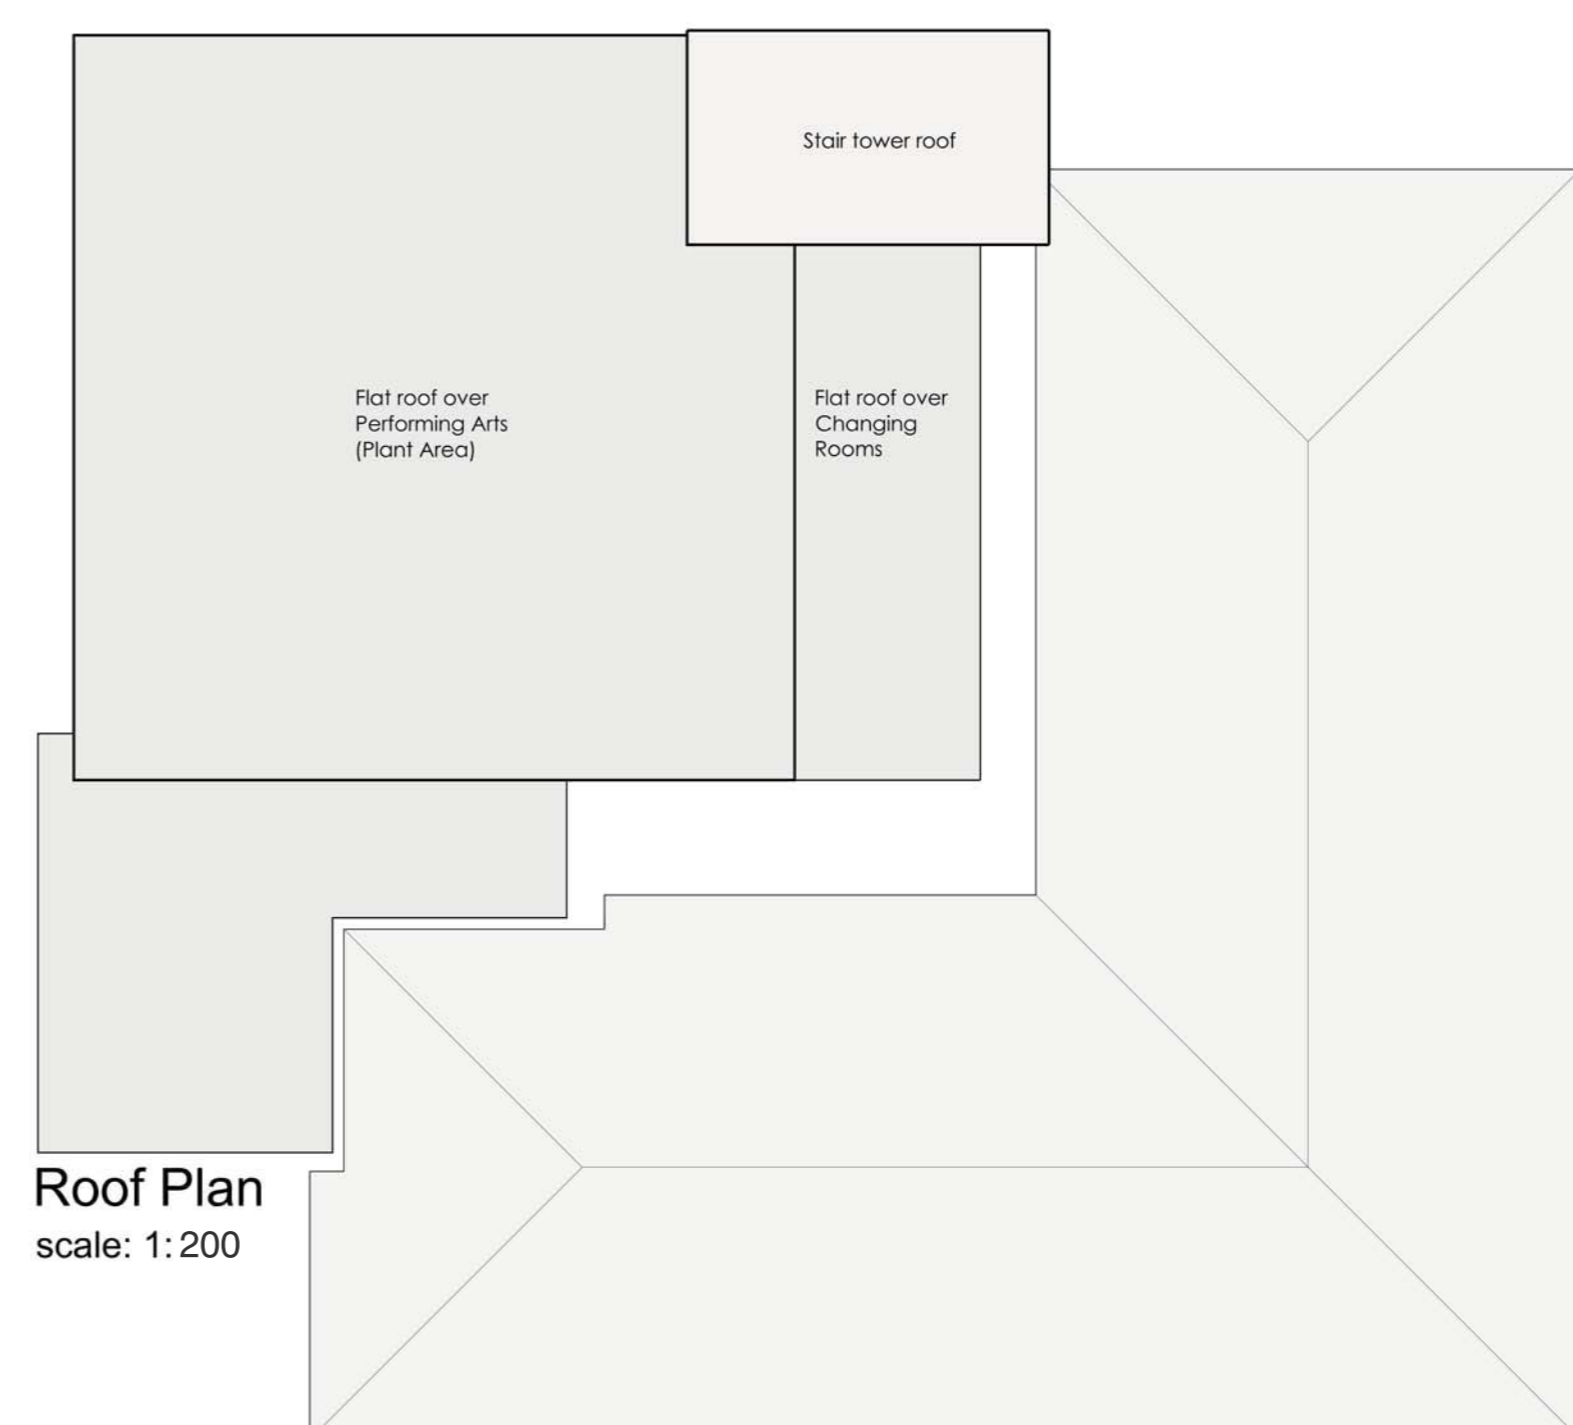 Stair tower roof
Flat roof over
Performing Arts
(Plant Area)
Flat roof over
Changing
Rooms
Roof Plan
scale: 1:200